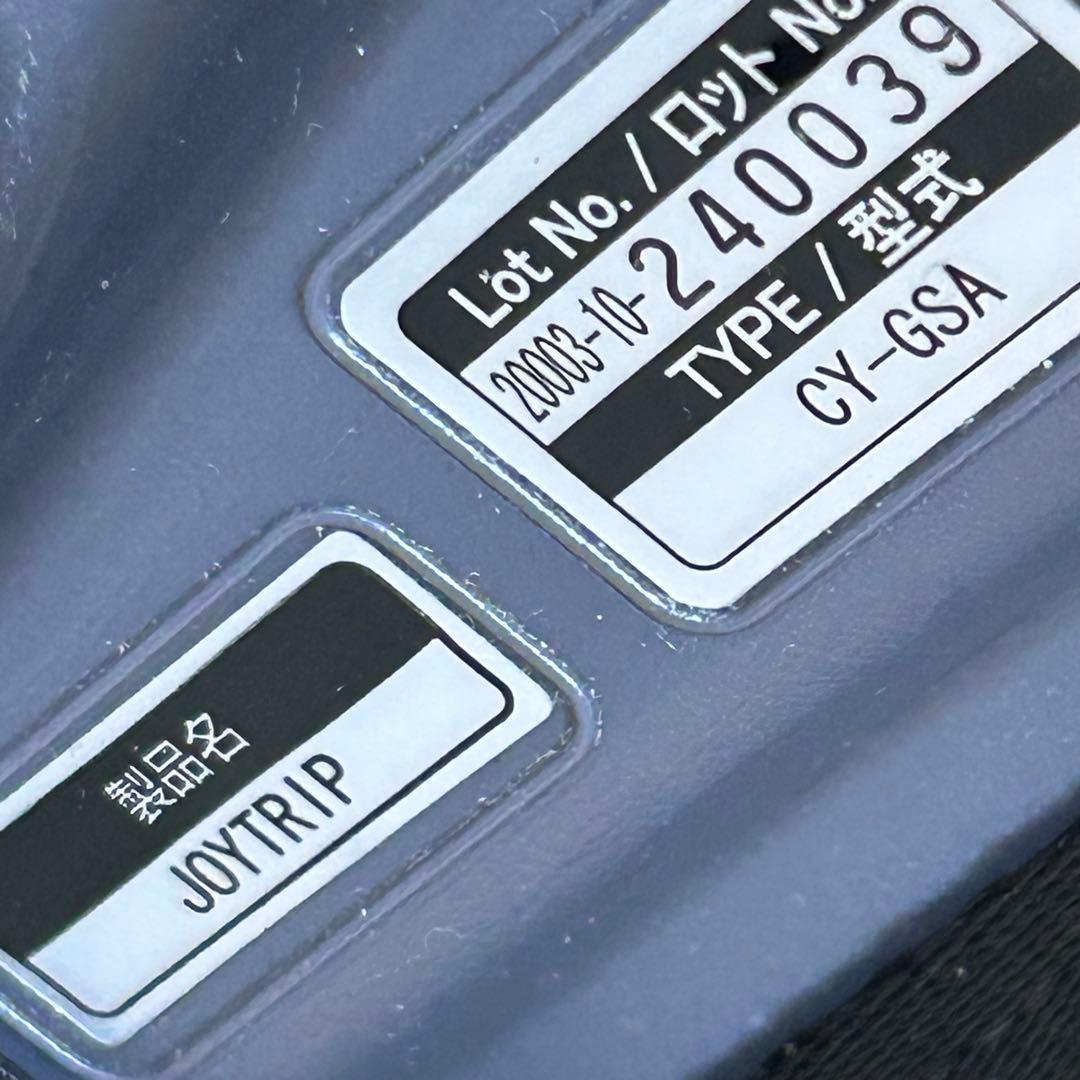 Lot No. / ロット No.
20003-10-240039
TYPE / 型式
CY-GSA
製品名
JOYTRIP